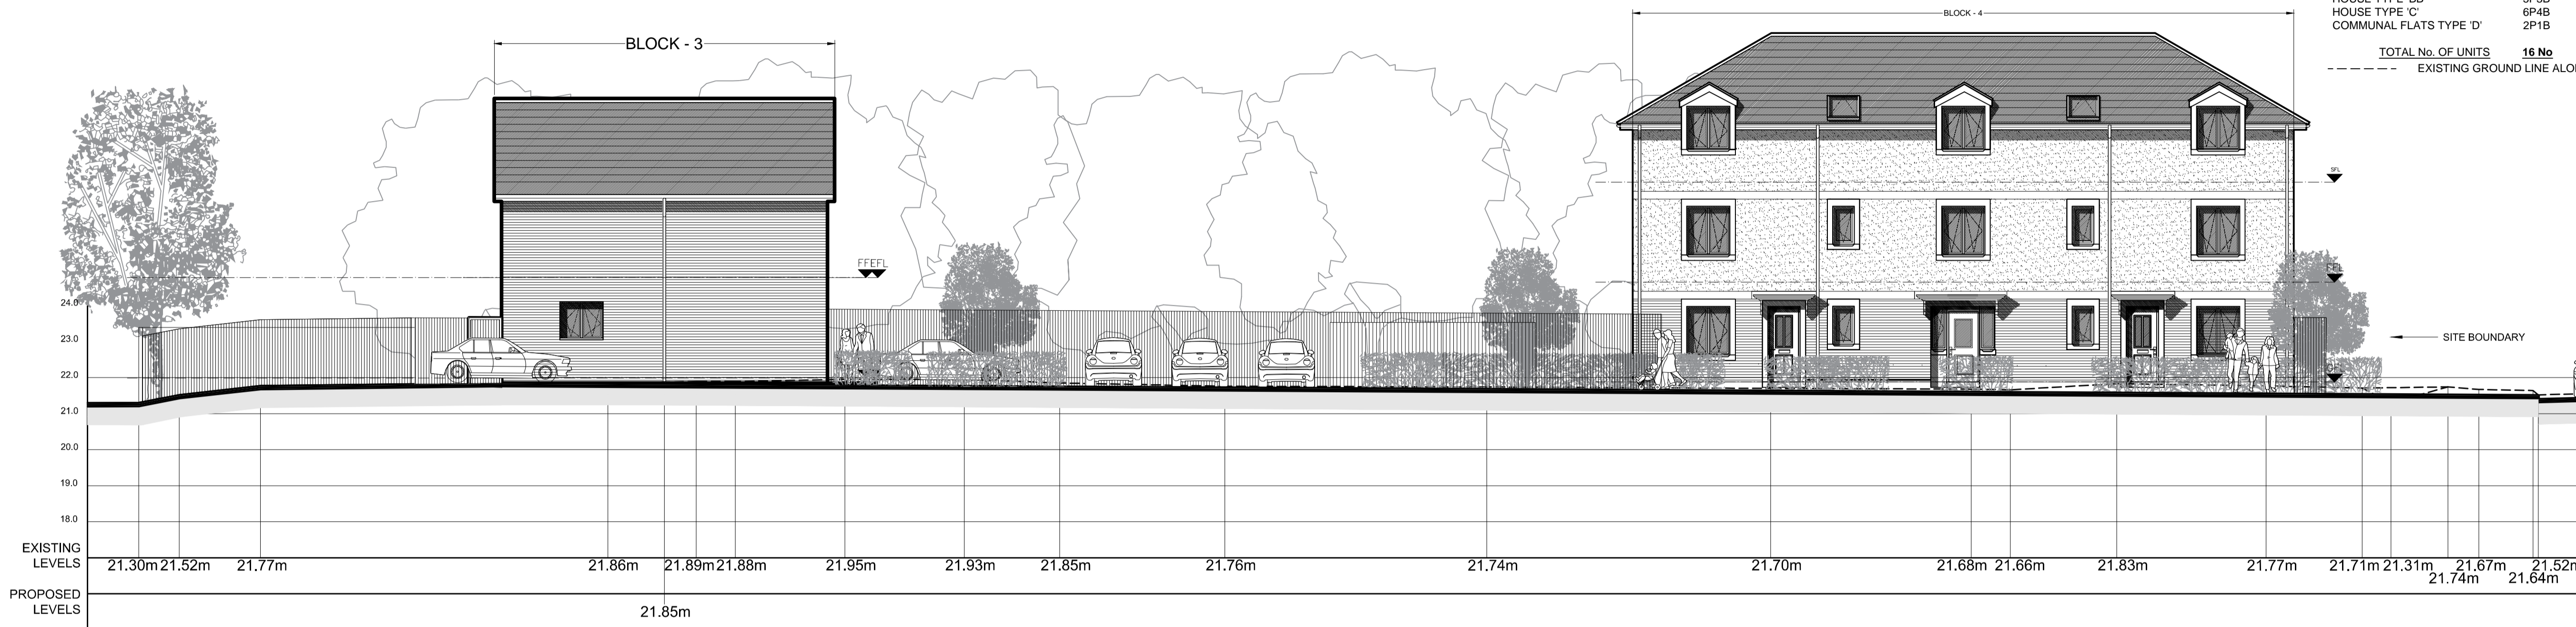 BLOCK - 3
BLOCK - 4
HOUSE TYPE 'C' 6P4B
COMMUNAL FLATS TYPE 'D' 2P1B
TOTAL No. OF UNITS 16 No
EXISTING GROUND LINE ALO
SFL
FFEFL
SITE BOUNDARY
24.0
23.0
22.0
21.0
20.0
19.0
18.0
EXISTING LEVELS
21.30m 21.52m 21.77m 21.86m 21.89m 21.88m 21.95m 21.93m 21.85m 21.76m 21.74m 21.70m 21.68m 21.66m 21.83m 21.77m 21.71m 21.31m 21.67m 21.52m
21.74m 21.64m
PROPOSED LEVELS
21.85m